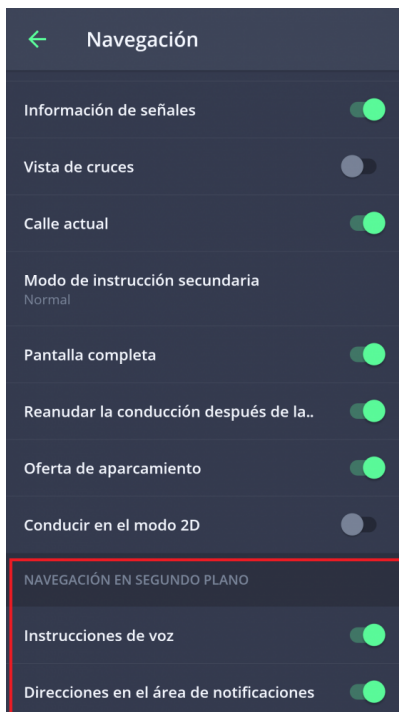 Navegación
Información de señales
Vista de cruces
Calle actual
Modo de instrucción secundaria
Normal
Pantalla completa
Reanudar la conducción después de la..
Oferta de aparcamiento
Conducir en el modo 2D
NAVEGACIÓN EN SEGUNDO PLANO
Instrucciones de voz
Direcciones en el área de notificaciones